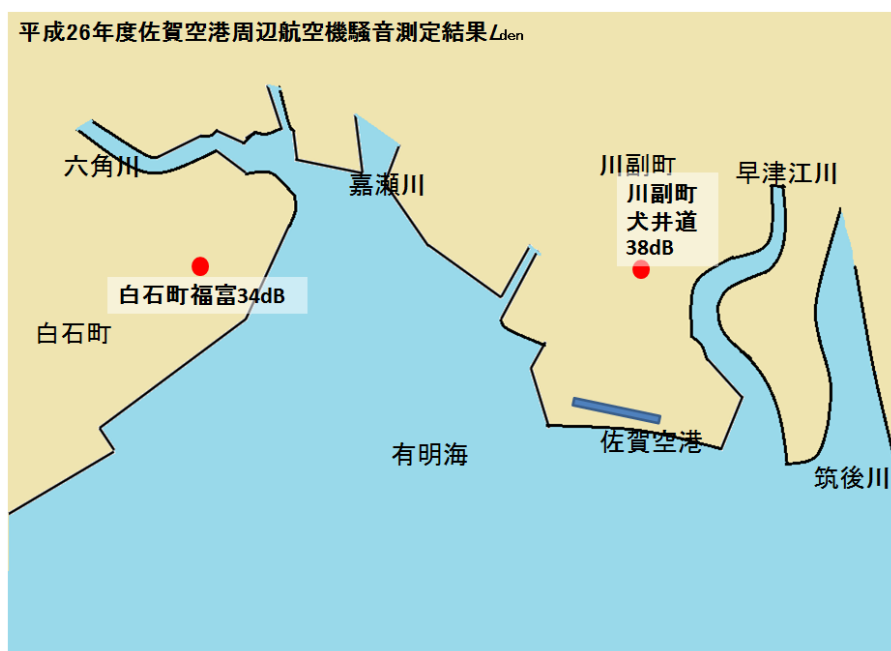 平成26年度佐賀空港周辺航空機騒音測定結果Lden
六角川
嘉瀬川
川副町
早津江川
川副町
犬井道
38dB
白石町福富34dB
白石町
有明海
佐賀空港
筑後川